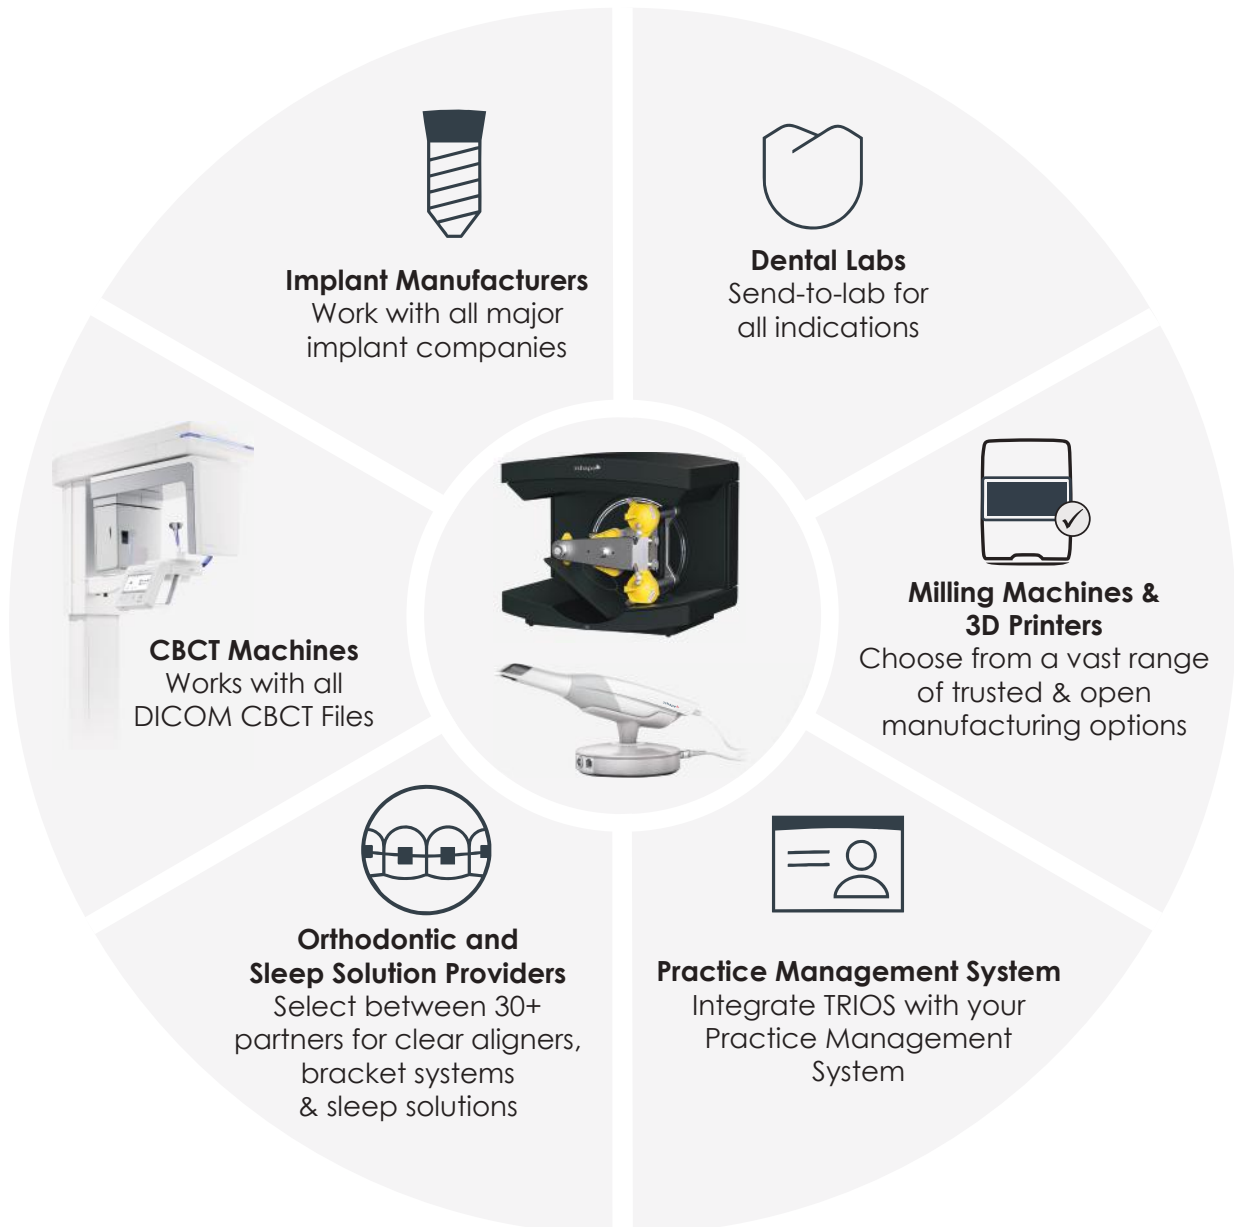 Implant Manufacturers
Work with all major
implant companies
Dental Labs
Send-to-lab for
all indications
CBCT Machines
Works with all
DICOM CBCT Files
3shape
Milling Machines &
3D Printers
Choose from a vast range
of trusted & open
manufacturing options
Orthodontic and
Sleep Solution Providers
Select between 30+
partners for clear aligners,
bracket systems
& sleep solutions
Practice Management System
Integrate TRIOS with your
Practice Management
System